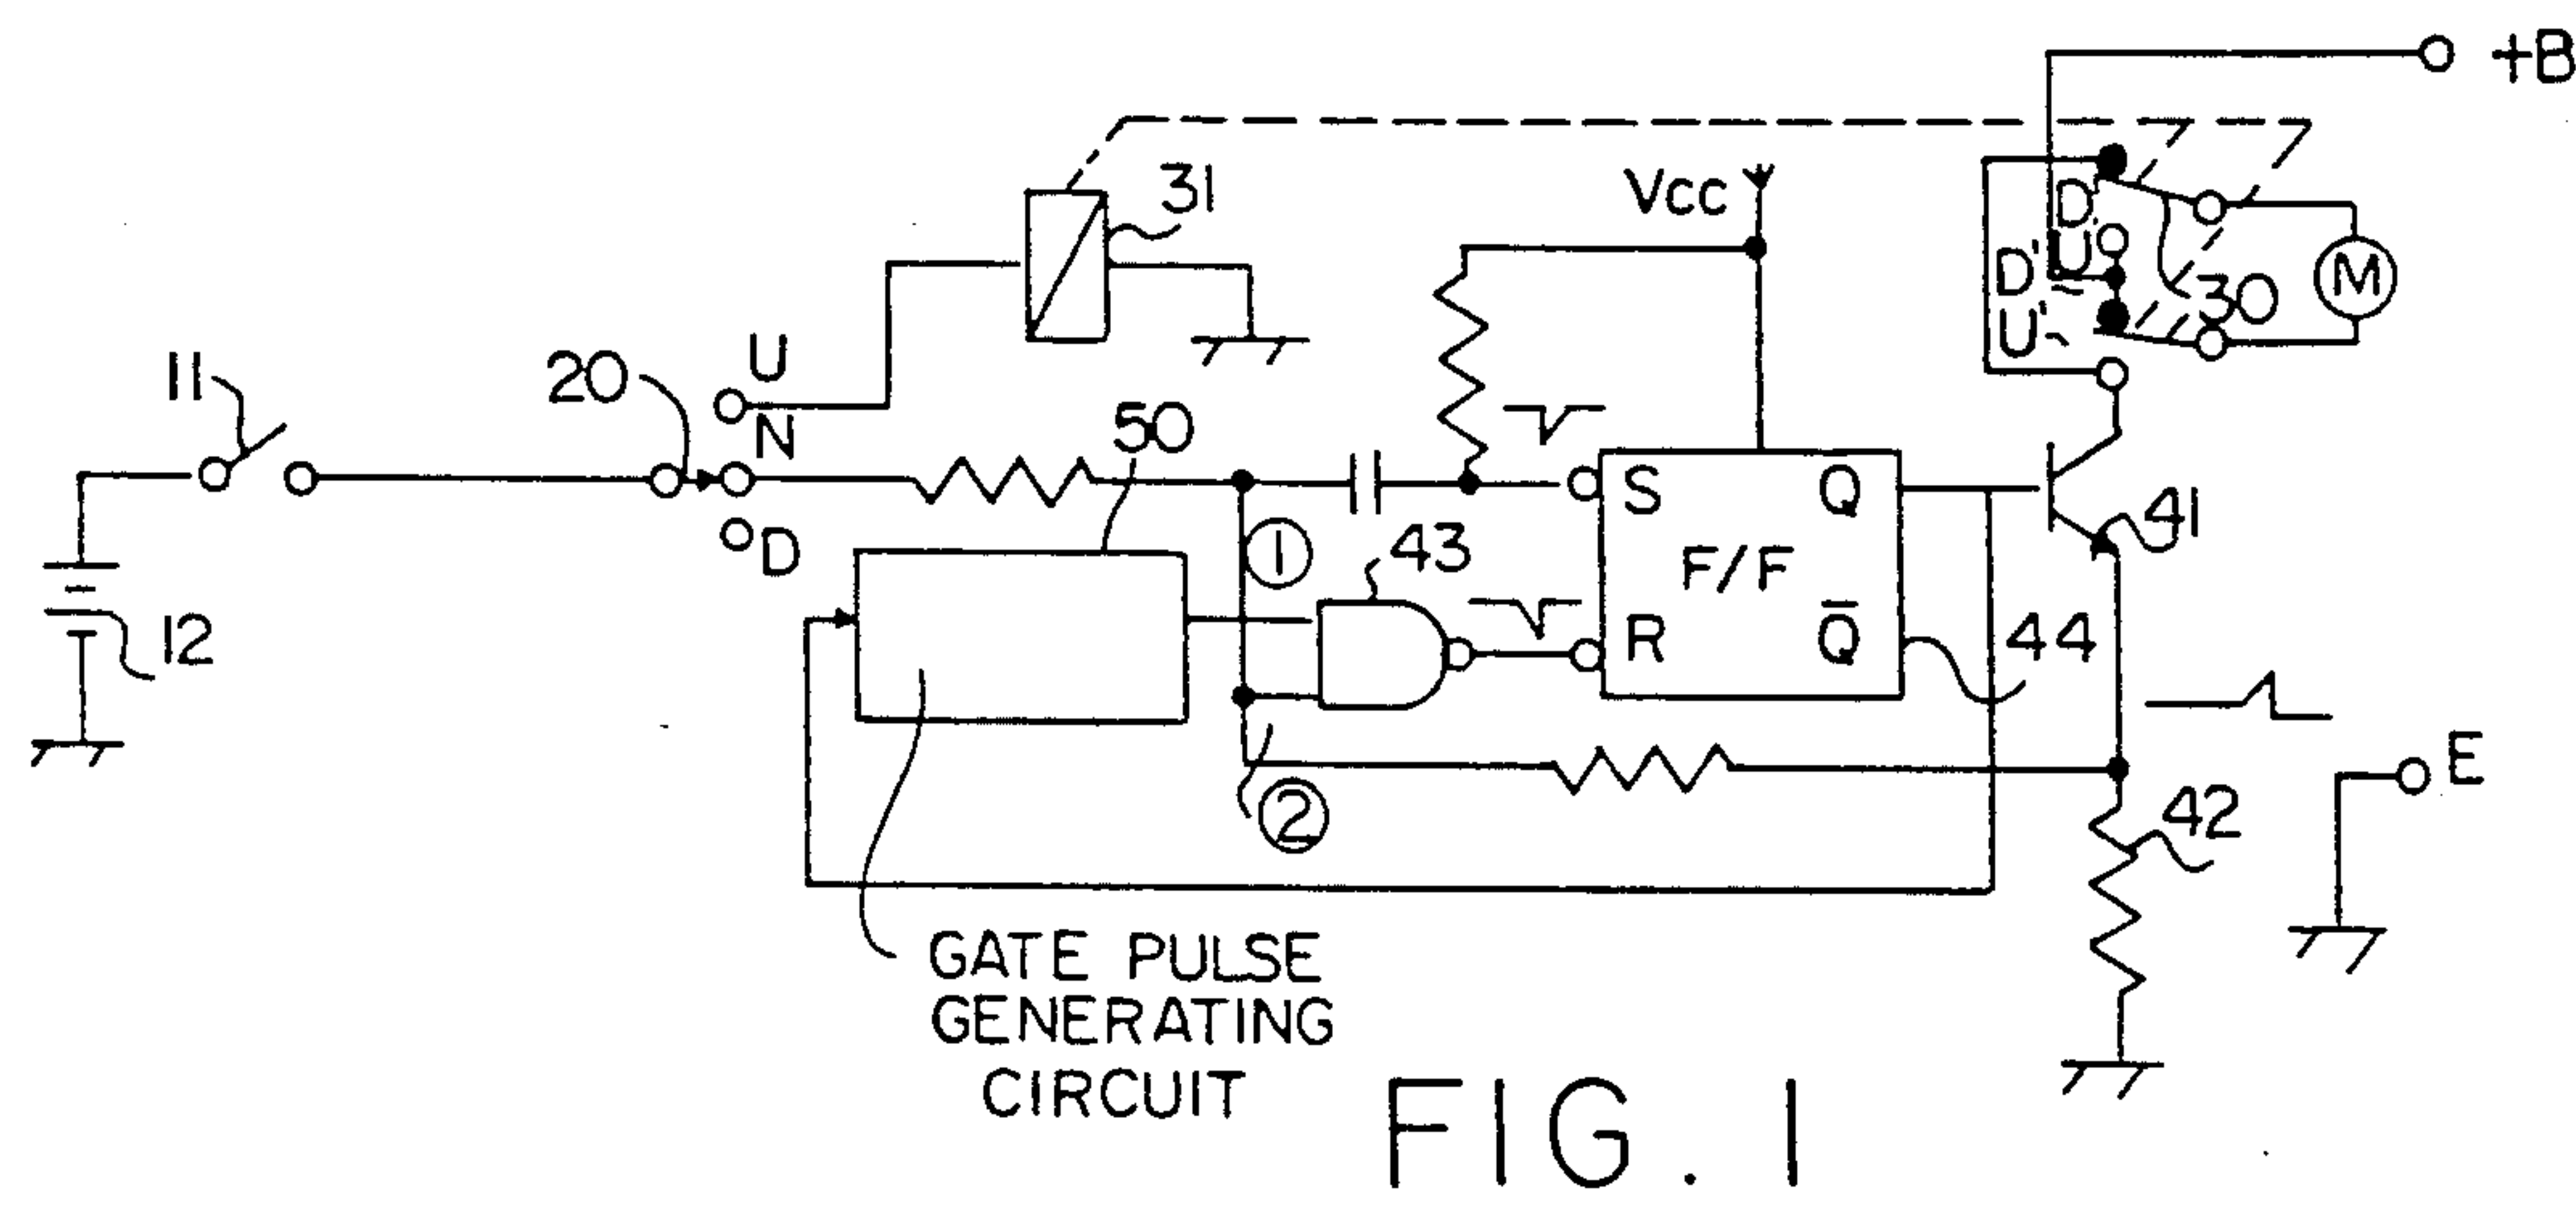 +B
31
Vcc
D'
U'
D'
30
M
U'
11
20
U
N
50
D
S
Q
41
1
43
F/F
12
R
Q̅
44
E
2
42
GATE PULSE
GENERATING
CIRCUIT
FIG. 1